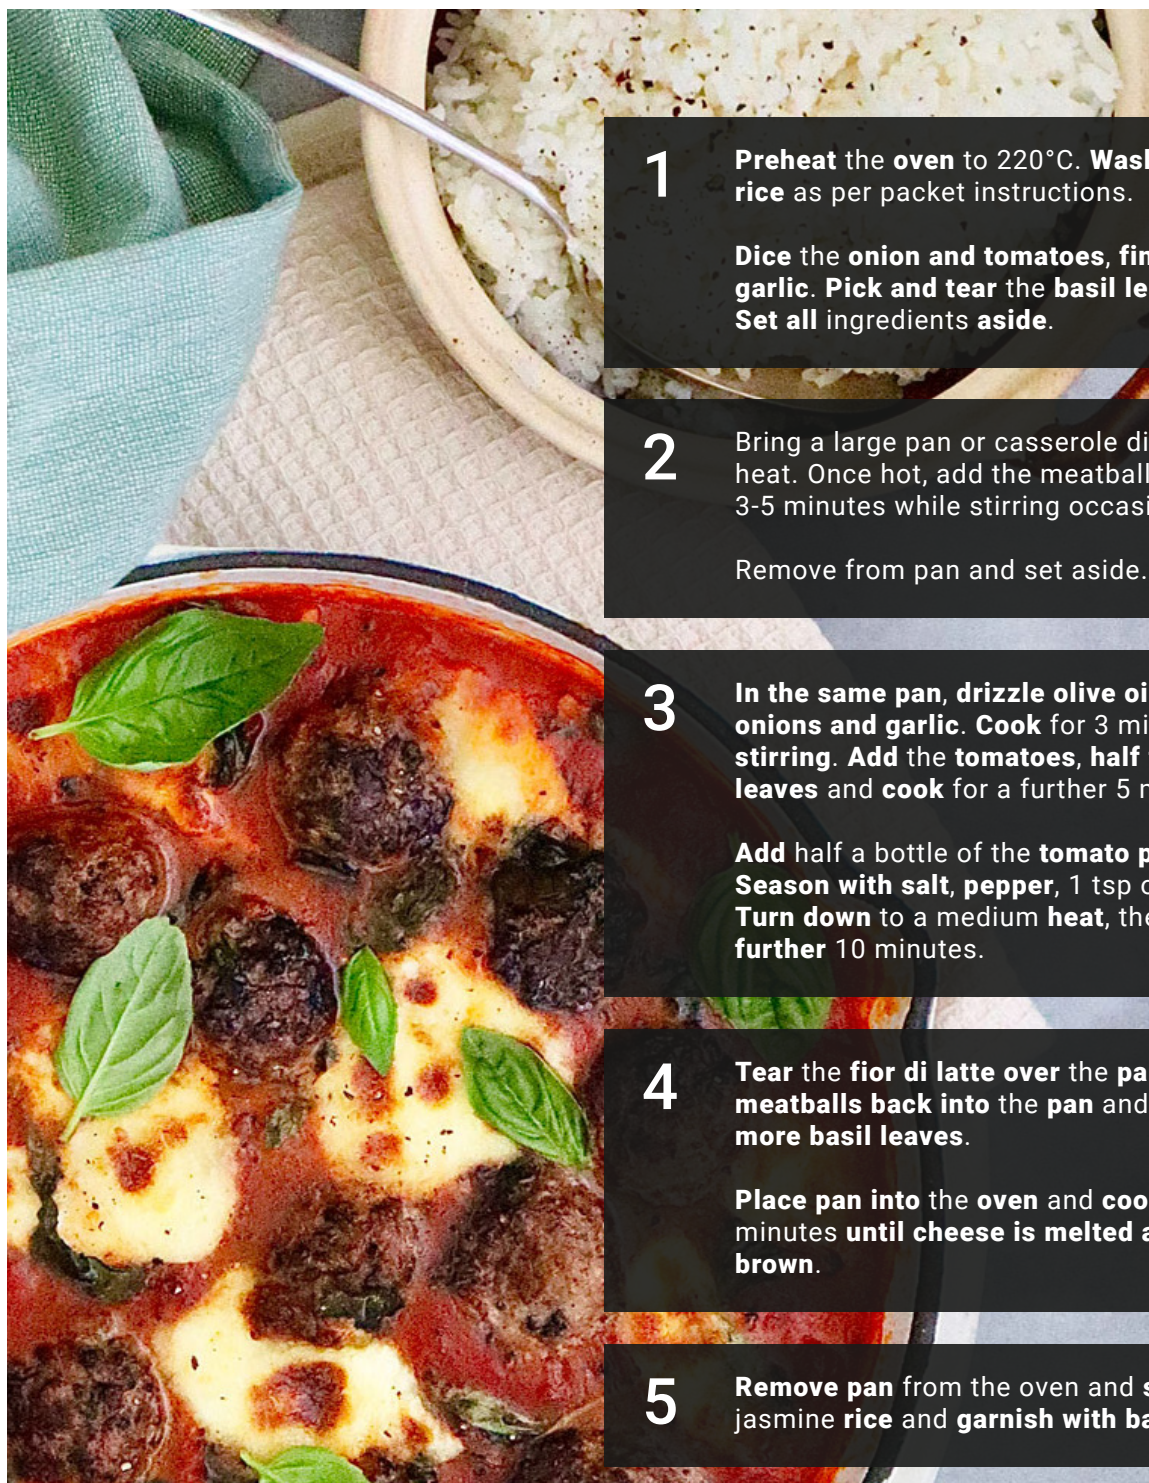 1
Preheat the oven to 220°C.
rice as per packet instructions.
Dice the onion and tomatoes,
garlic. Pick and tear the basil
Set all ingredients aside.
2
Bring a large pan or casserole
heat. Once hot, add the
3-5 minutes while stirring
Remove from pan and set aside.
3
In the same pan, drizzle olive
onions and garlic. Cook for 3
stirring. Add the tomatoes, half
leaves and cook for a further 5
Add half a bottle of the tomato
Season with salt, pepper, 1 tsp
Turn down to a medium heat,
further 10 minutes.
4
Tear the fior di latte over the
meatballs back into the pan and
more basil leaves.
Place pan into the oven and
minutes until cheese is melted
brown.
5
Remove pan from the oven and
jasmine rice and garnish with